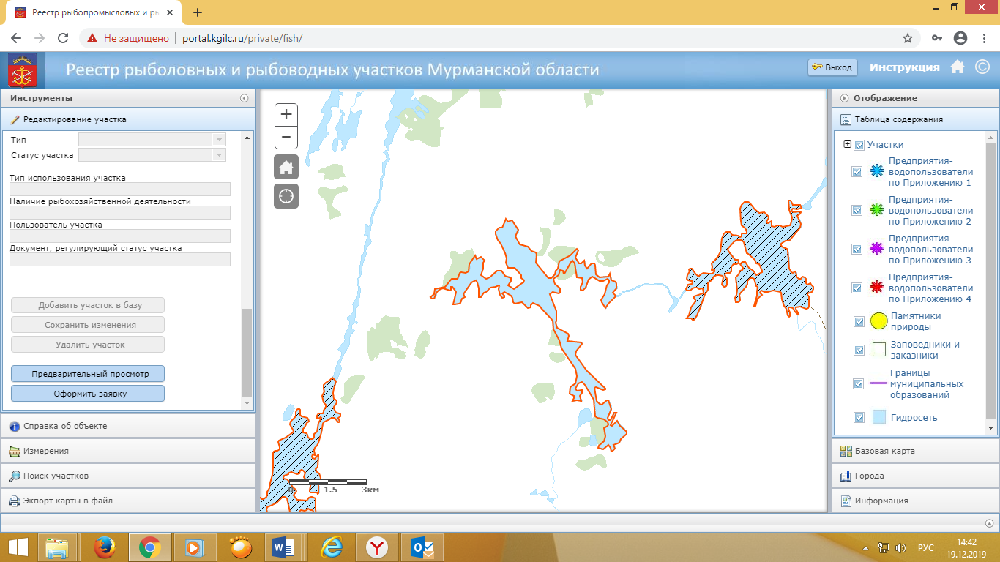 Реестр рыбопромысловых и ры
Не защищено
portal.kgilc.ru/private/fish/
Реестр рыболовных и рыбоводных участков Мурманской области
Выход
Инструкция
©
Инструменты
Редактирование участка
Тип
Статус участка
Тип использования участка
Наличие рыбохозяйственной деятельности
Пользователь участка
Документ, регулирующий статус участка
Добавить участок в базу
Сохранить изменения
Удалить участок
Предварительный просмотр
Оформить заявку
Справка об объекте
Измерения
Поиск участков
Экспорт карты в файл
+
−
0 1.5 3км
Отображение
Таблица содержания
Участки
Предприятия-
водопользователи
по Приложению 1
Предприятия-
водопользователи
по Приложению 2
Предприятия-
водопользователи
по Приложению 3
Предприятия-
водопользователи
по Приложению 4
Памятники
природы
Заповедники и
заказники
Границы
муниципальных
образований
Гидросеть
Базовая карта
Города
Информация
РУС
14:42
19.12.2019